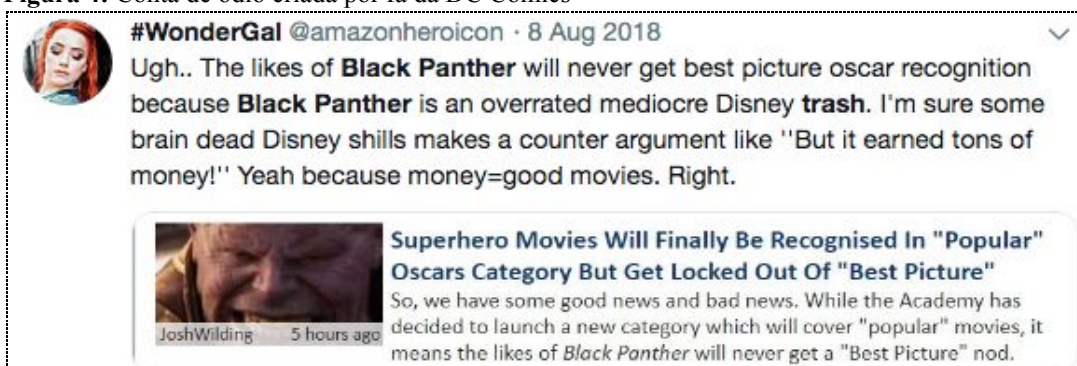 Figura 4: Conta de ódio criada por fã da DC Comics
#WonderGal @amazonheroicon · 8 Aug 2018
Ugh.. The likes of Black Panther will never get best picture oscar recognition
because Black Panther is an overrated mediocre Disney trash. I'm sure some
brain dead Disney shills makes a counter argument like ''But it earned tons of
money!'' Yeah because money=good movies. Right.
Superhero Movies Will Finally Be Recognised In "Popular"
Oscars Category But Get Locked Out Of "Best Picture"
So, we have some good news and bad news. While the Academy has
JoshWilding 5 hours ago
decided to launch a new category which will cover "popular" movies, it
means the likes of Black Panther will never get a "Best Picture" nod.